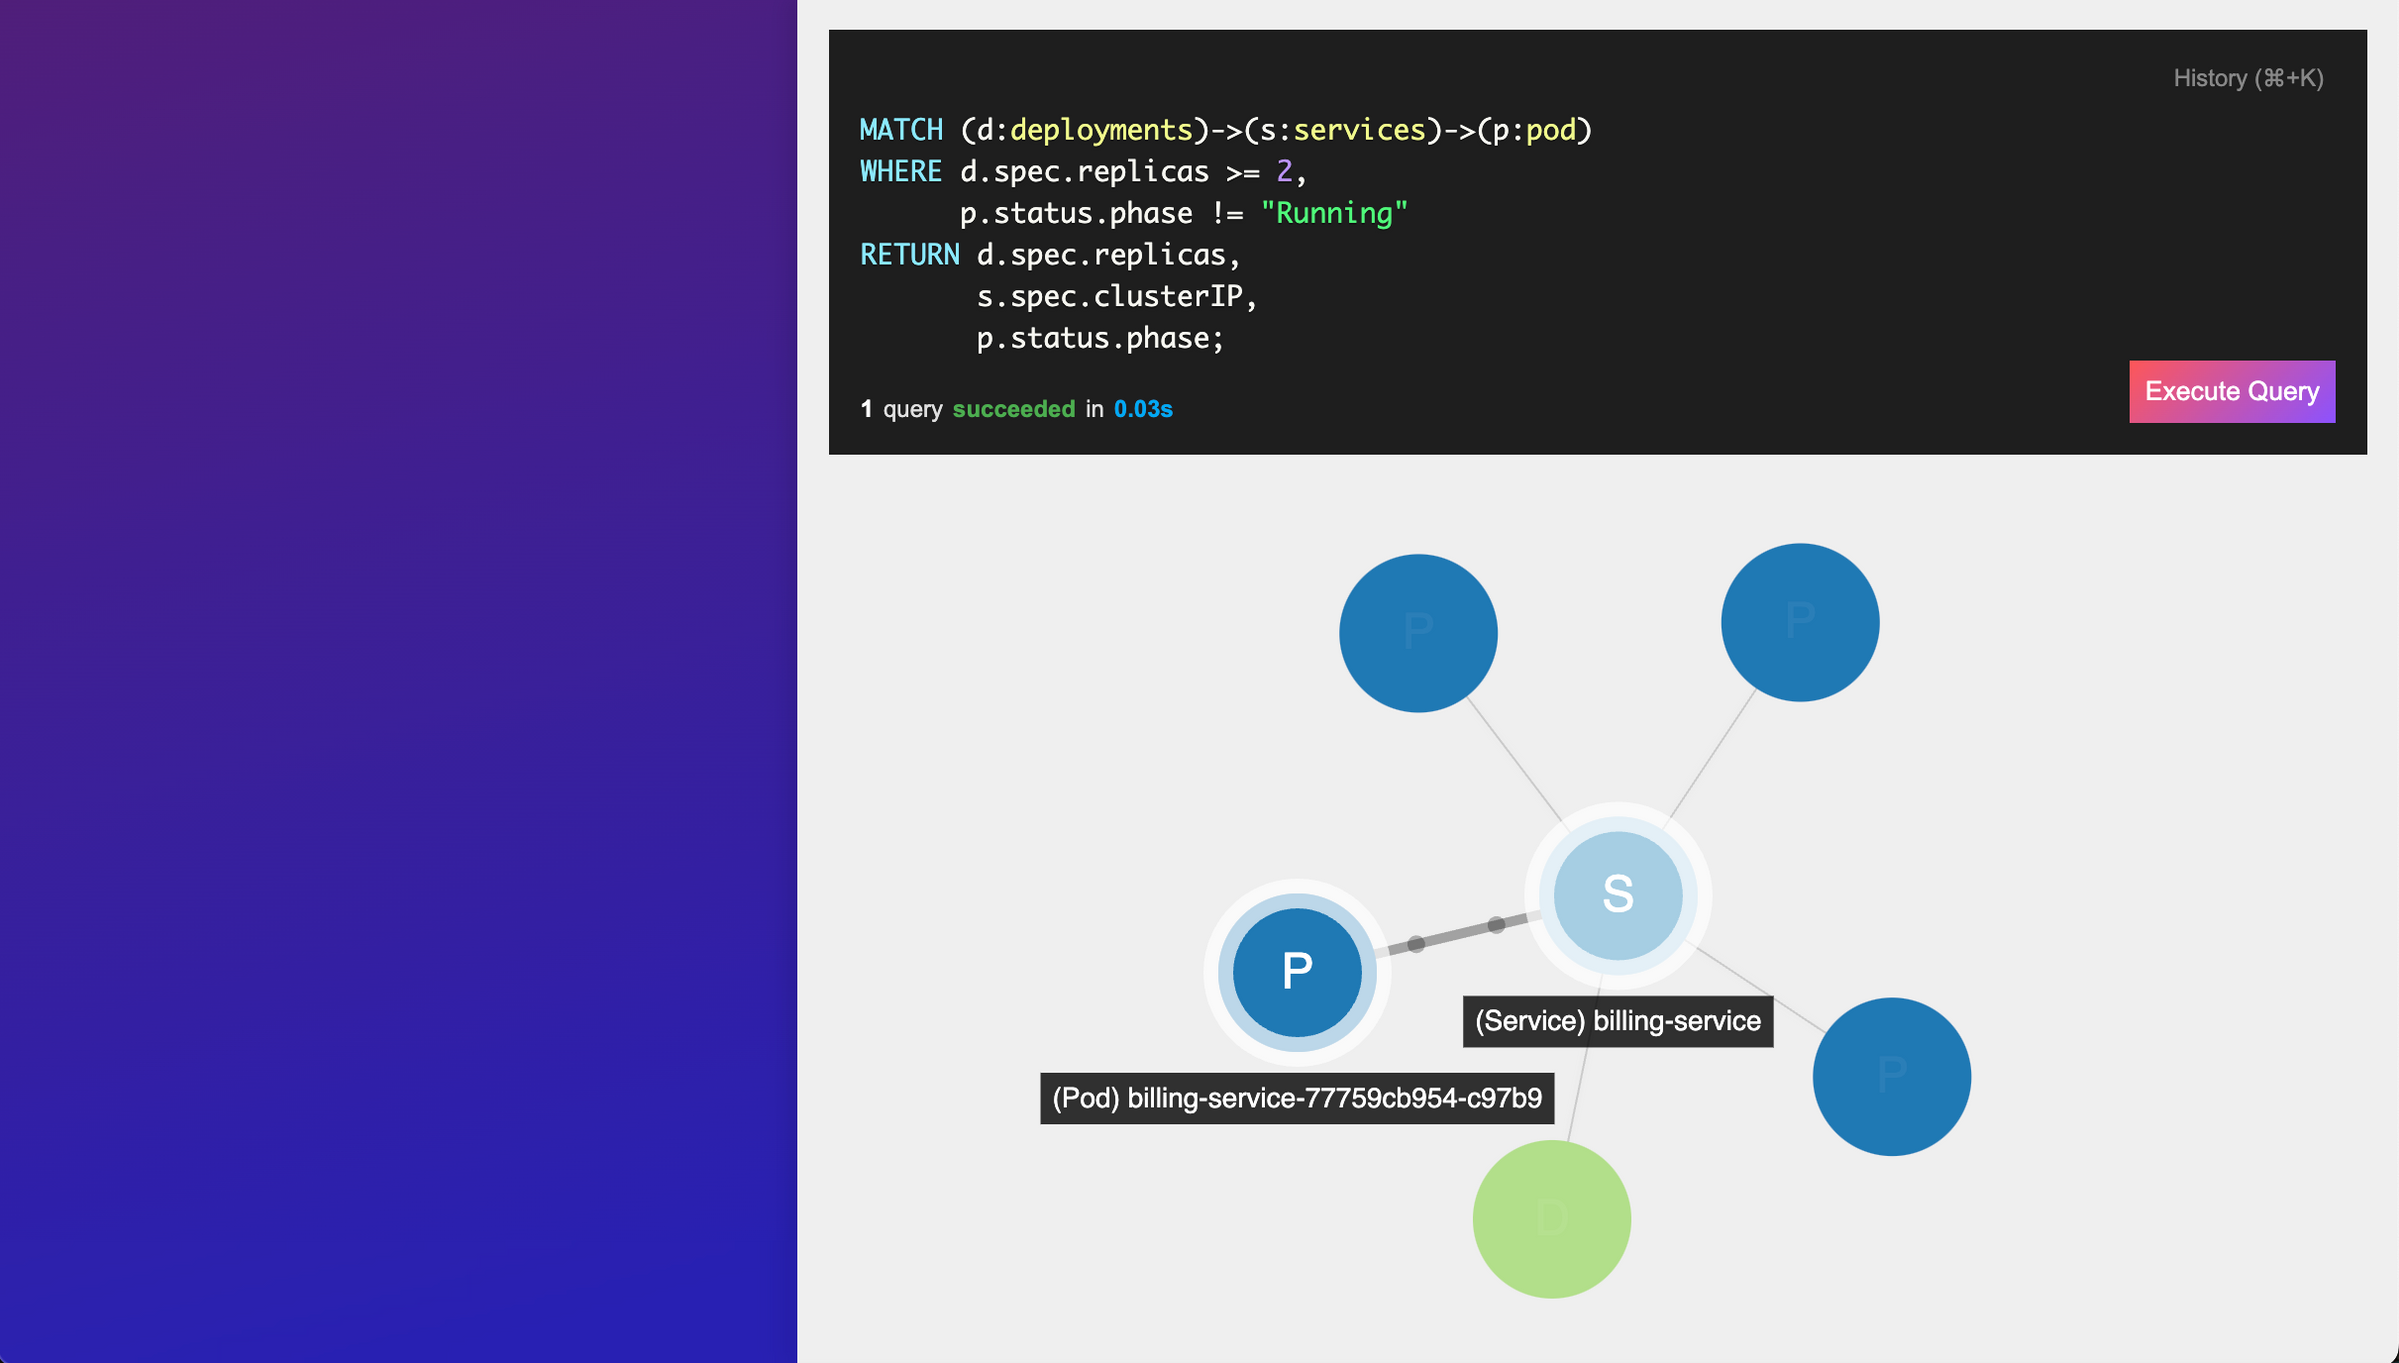 History (⌘+K)
MATCH (d:deployments)->(s:services)->(p:pod)
WHERE d.spec.replicas >= 2,
      p.status.phase != "Running"
RETURN d.spec.replicas,
       s.spec.clusterIP,
       p.status.phase;
Execute Query
1 query succeeded in 0.03s
P
P
S
P
(Service) billing-service
P
(Pod) billing-service-77759cb954-c97b9
D